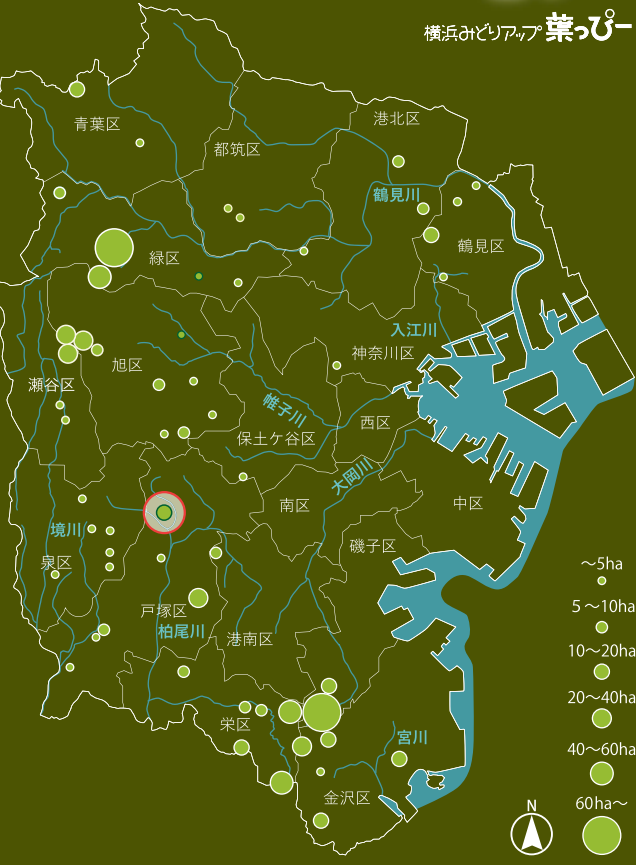 横浜みどりアップ 葉っぴー
青葉区
港北区
都筑区
鶴見川
鶴見区
緑区
入江川
神奈川区
旭区
瀬谷区
帷子川
西区
保土ケ谷区
大岡川
南区
中区
境川
磯子区
泉区
戸塚区
柏尾川
港南区
栄区
宮川
金沢区
～5ha
5～10ha
10～20ha
20～40ha
40～60ha
60ha～
N